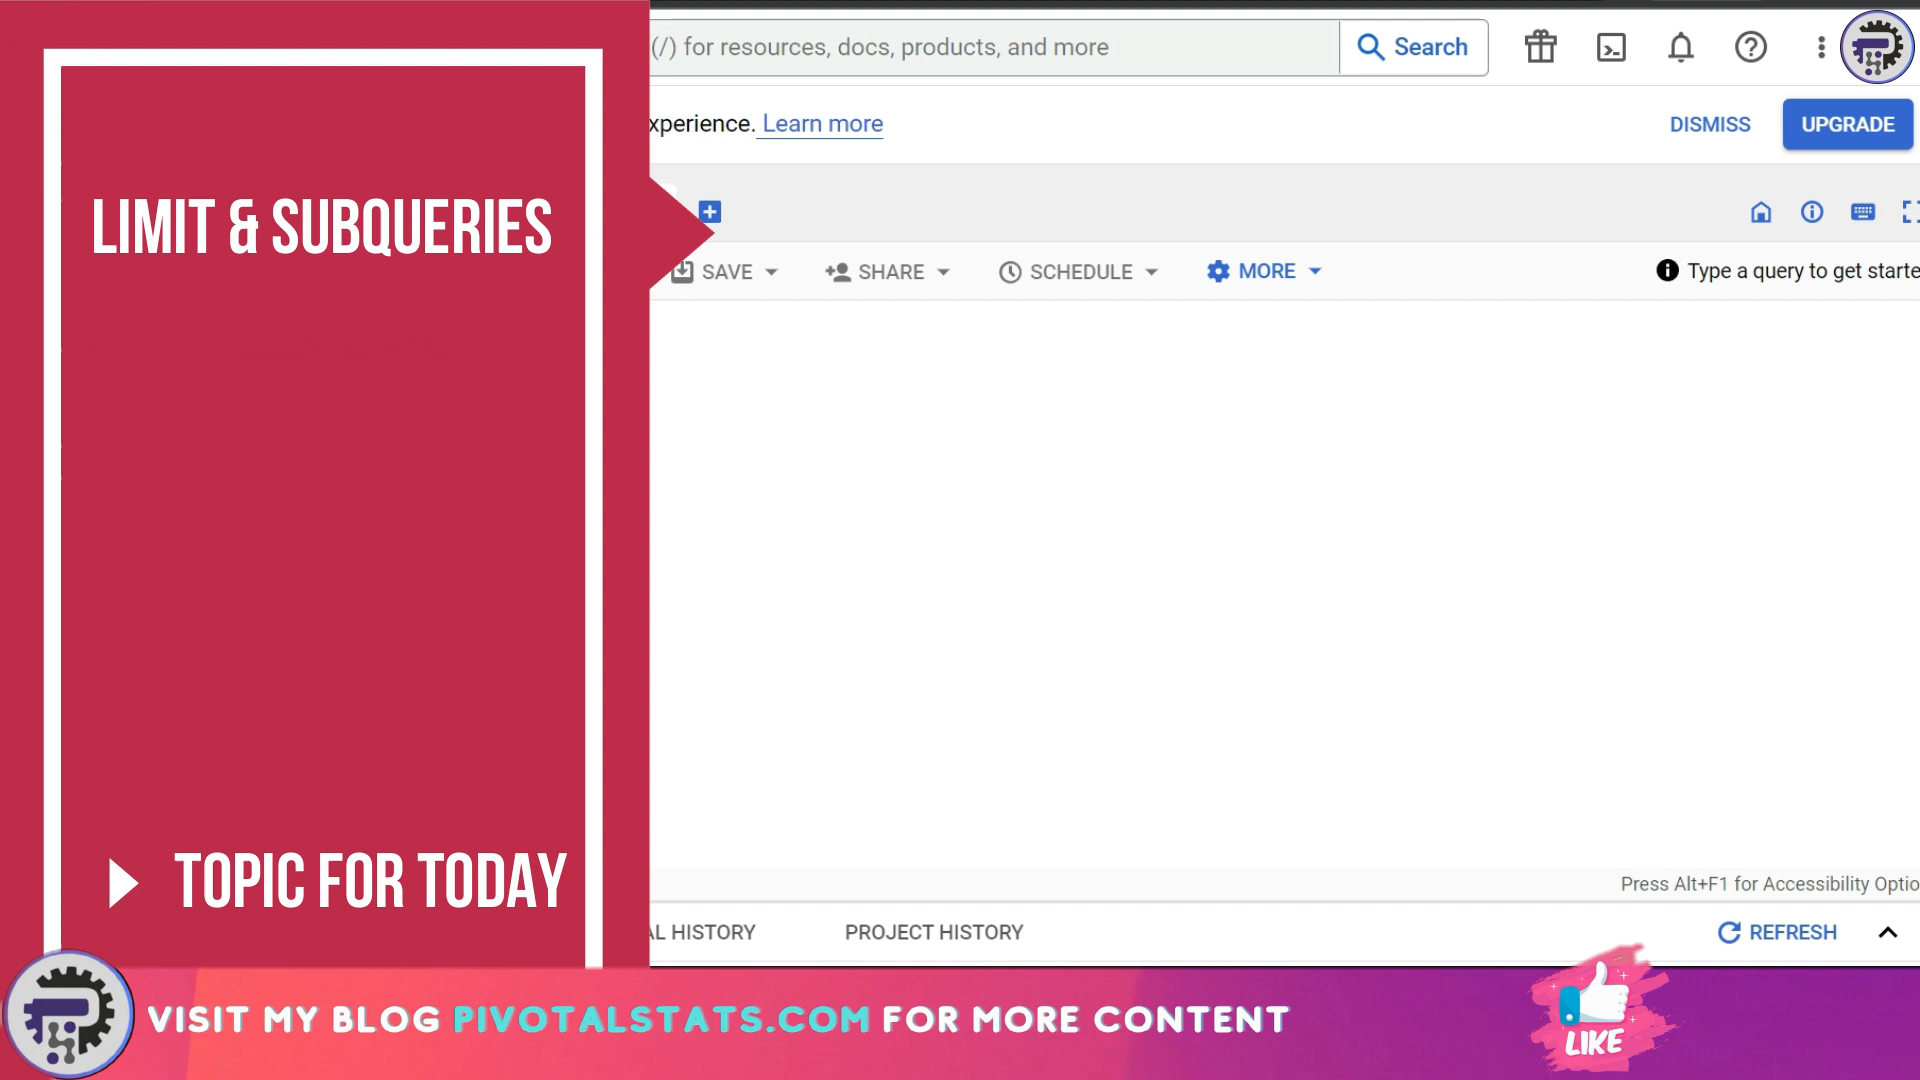 (/) for resources, docs, products, and more
Search
xperience. Learn more
DISMISS
UPGRADE
LIMIT & SUBQUERIES
SAVE
SHARE
SCHEDULE
MORE
Type a query to get starte
TOPIC FOR TODAY
Press Alt+F1 for Accessibility Optio
AL HISTORY
PROJECT HISTORY
REFRESH
VISIT MY BLOG PIVOTALSTATS.COM FOR MORE CONTENT
LIKE